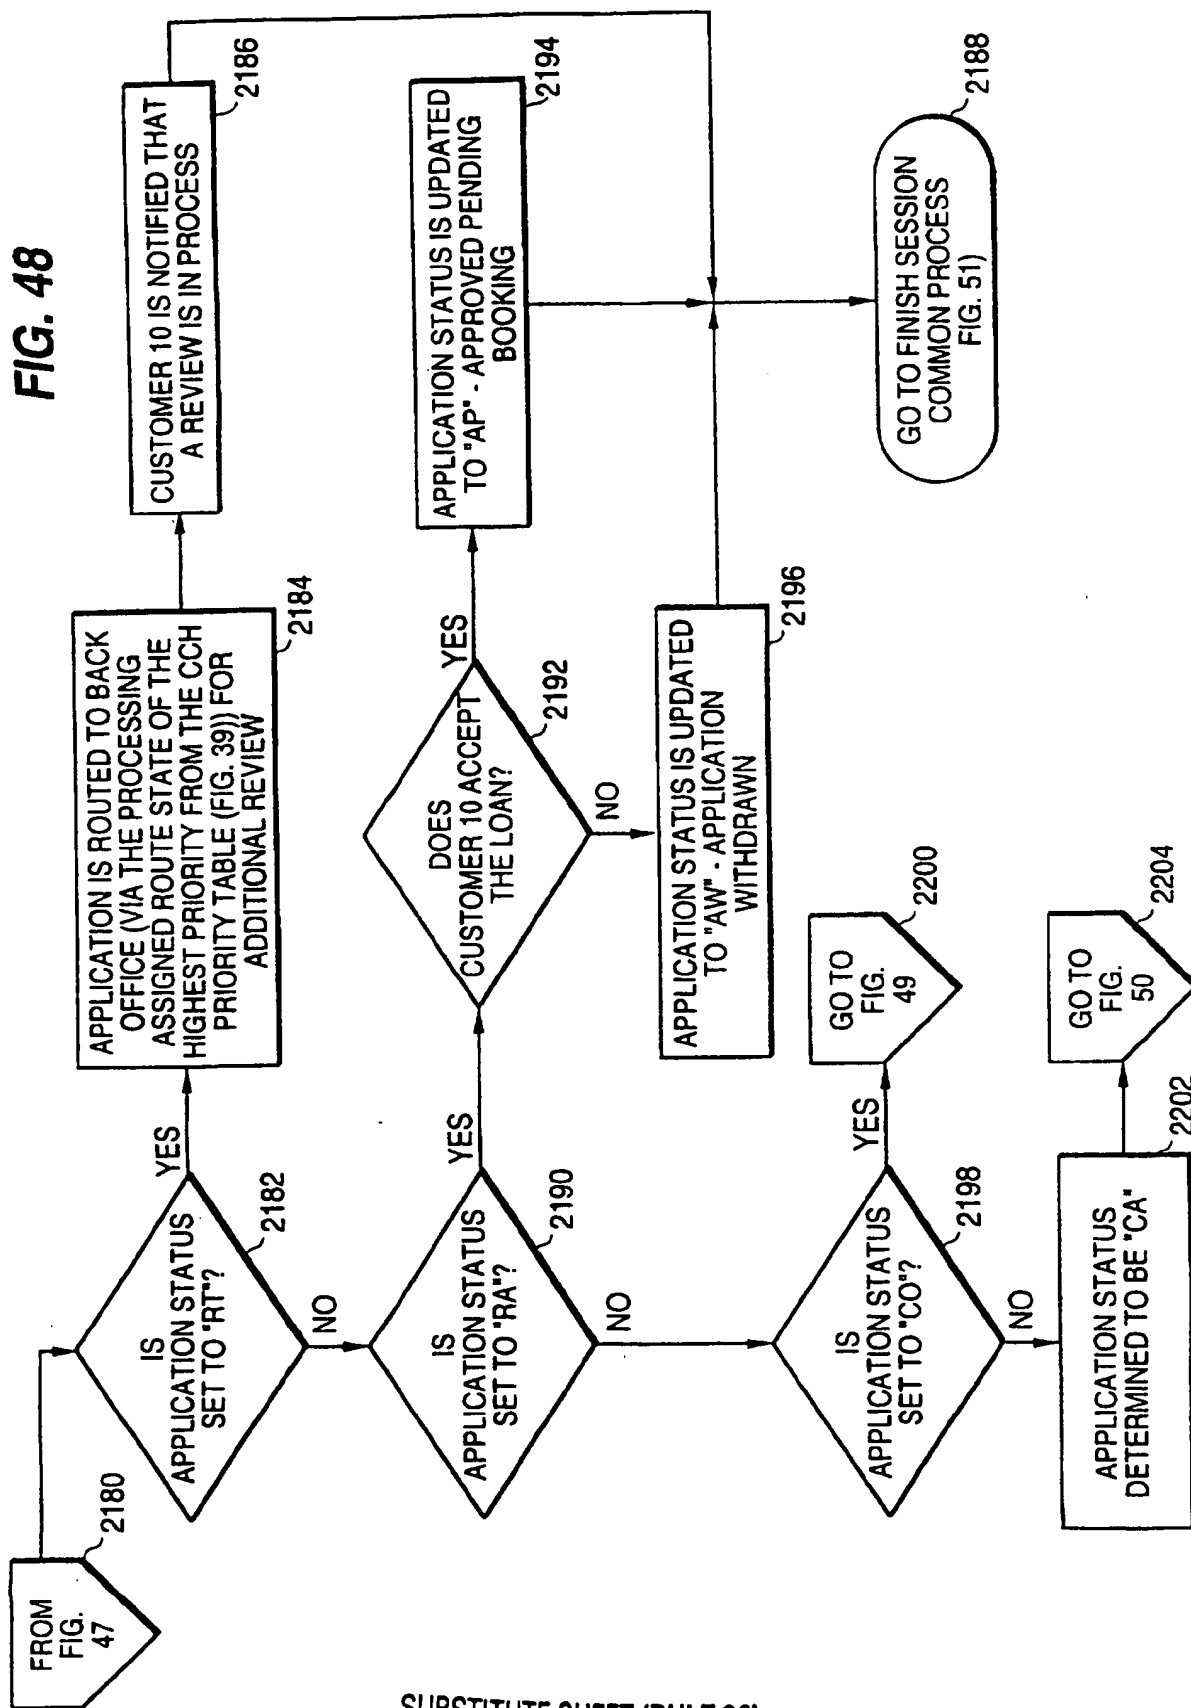 FIG. 48
FROM
FIG.
47
2180
IS
APPLICATION STATUS
SET TO "RT"?
2182
YES
NO
APPLICATION IS ROUTED TO BACK
OFFICE (VIA THE PROCESSING
ASSIGNED ROUTE STATE OF THE
HIGHEST PRIORITY FROM THE CCH
PRIORITY TABLE (FIG. 39)) FOR
ADDITIONAL REVIEW
2184
CUSTOMER 10 IS NOTIFIED THAT
A REVIEW IS IN PROCESS
2186
IS
APPLICATION STATUS
SET TO "RA"?
2190
YES
NO
DOES
CUSTOMER 10 ACCEPT
THE LOAN?
2192
YES
NO
APPLICATION STATUS IS UPDATED
TO "AP" - APPROVED PENDING
BOOKING
2194
APPLICATION STATUS IS UPDATED
TO "AW" - APPLICATION
WITHDRAWN
2196
GO TO FINISH SESSION
COMMON PROCESS
FIG. 51)
2188
IS
APPLICATION STATUS
SET TO "CO"?
2198
YES
NO
GO TO
FIG.
49
2200
APPLICATION STATUS
DETERMINED TO BE "CA"
2202
GO TO
FIG.
50
2204